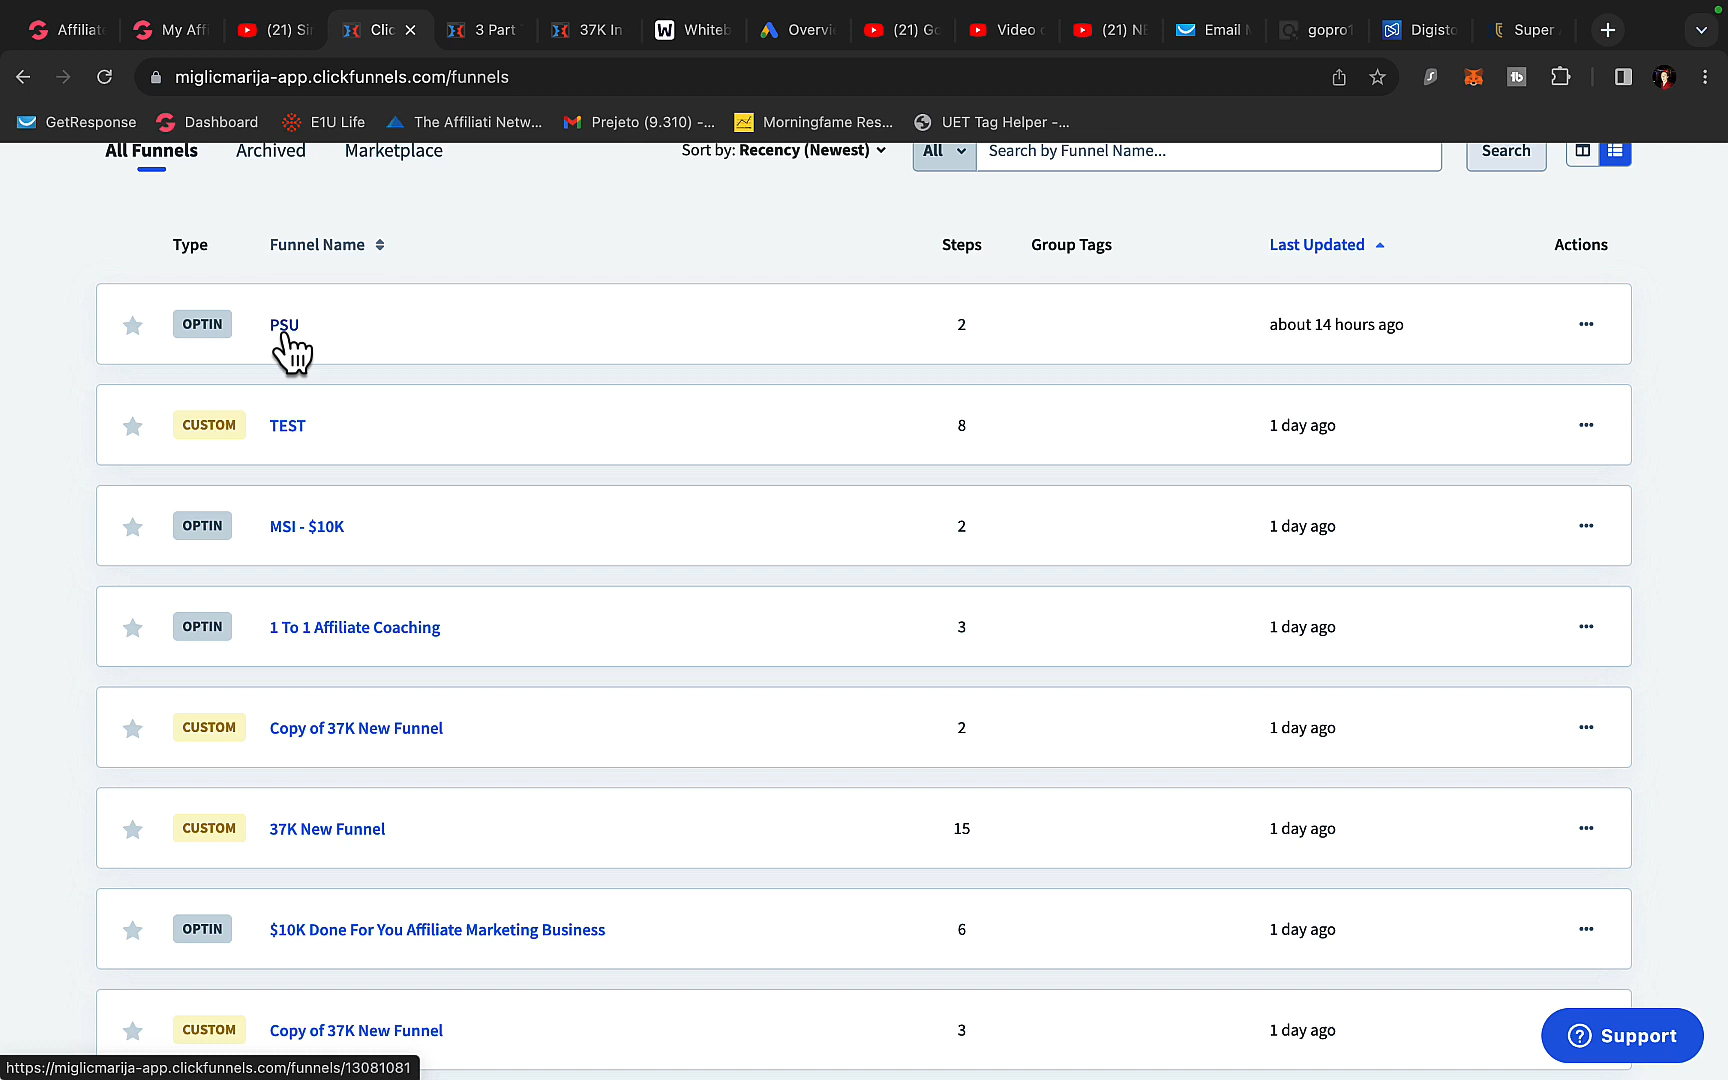 Affiliate
My Affi
(21) Si
Clic
3 Part
37K In
Whiteb
Overvi
(21) Go
Video
(21) NE
Email
gopro1
Digisto
Super
miglicmarija-app.clickfunnels.com/funnels
GetResponse
Dashboard
E1U Life
The Affiliati Netw...
Prejeto (9.310) -...
Morningfame Res...
UET Tag Helper -...
All Funnels
Archived
Marketplace
Sort by: Recency (Newest)
All
Search by Funnel Name...
Search
Type
Funnel Name
Steps
Group Tags
Last Updated
Actions
OPTIN PSU 2 about 14 hours ago
CUSTOM TEST 8 1 day ago
OPTIN MSI - $10K 2 1 day ago
OPTIN 1 To 1 Affiliate Coaching 3 1 day ago
CUSTOM Copy of 37K New Funnel 2 1 day ago
CUSTOM 37K New Funnel 15 1 day ago
OPTIN $10K Done For You Affiliate Marketing Business 6 1 day ago
CUSTOM Copy of 37K New Funnel 3 1 day ago
? Support
https://miglicmarija-app.clickfunnels.com/funnels/13081081